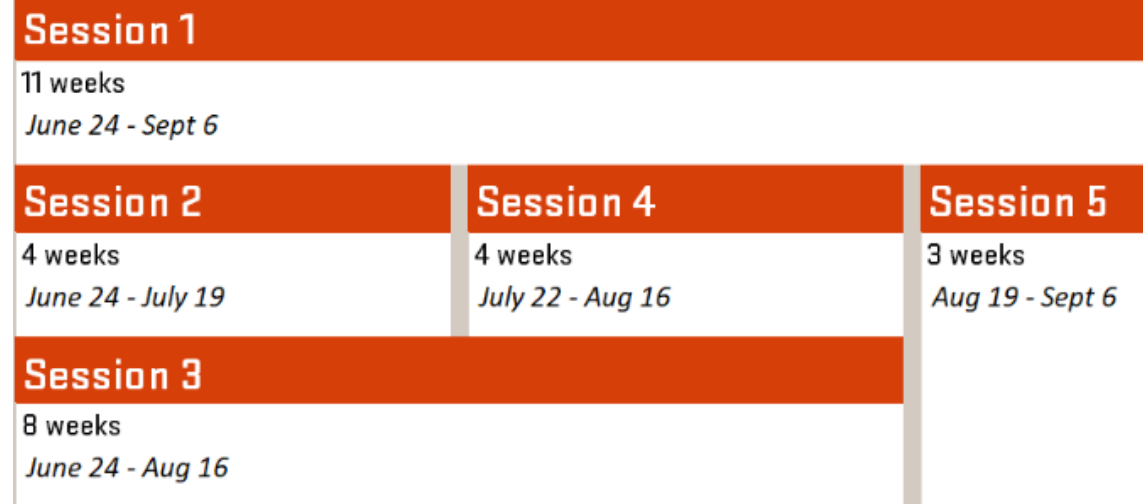 Session 1
11 weeks
June 24 - Sept 6
Session 2
4 weeks
June 24 - July 19
Session 4
4 weeks
July 22 - Aug 16
Session 5
3 weeks
Aug 19 - Sept 6
Session 3
8 weeks
June 24 - Aug 16